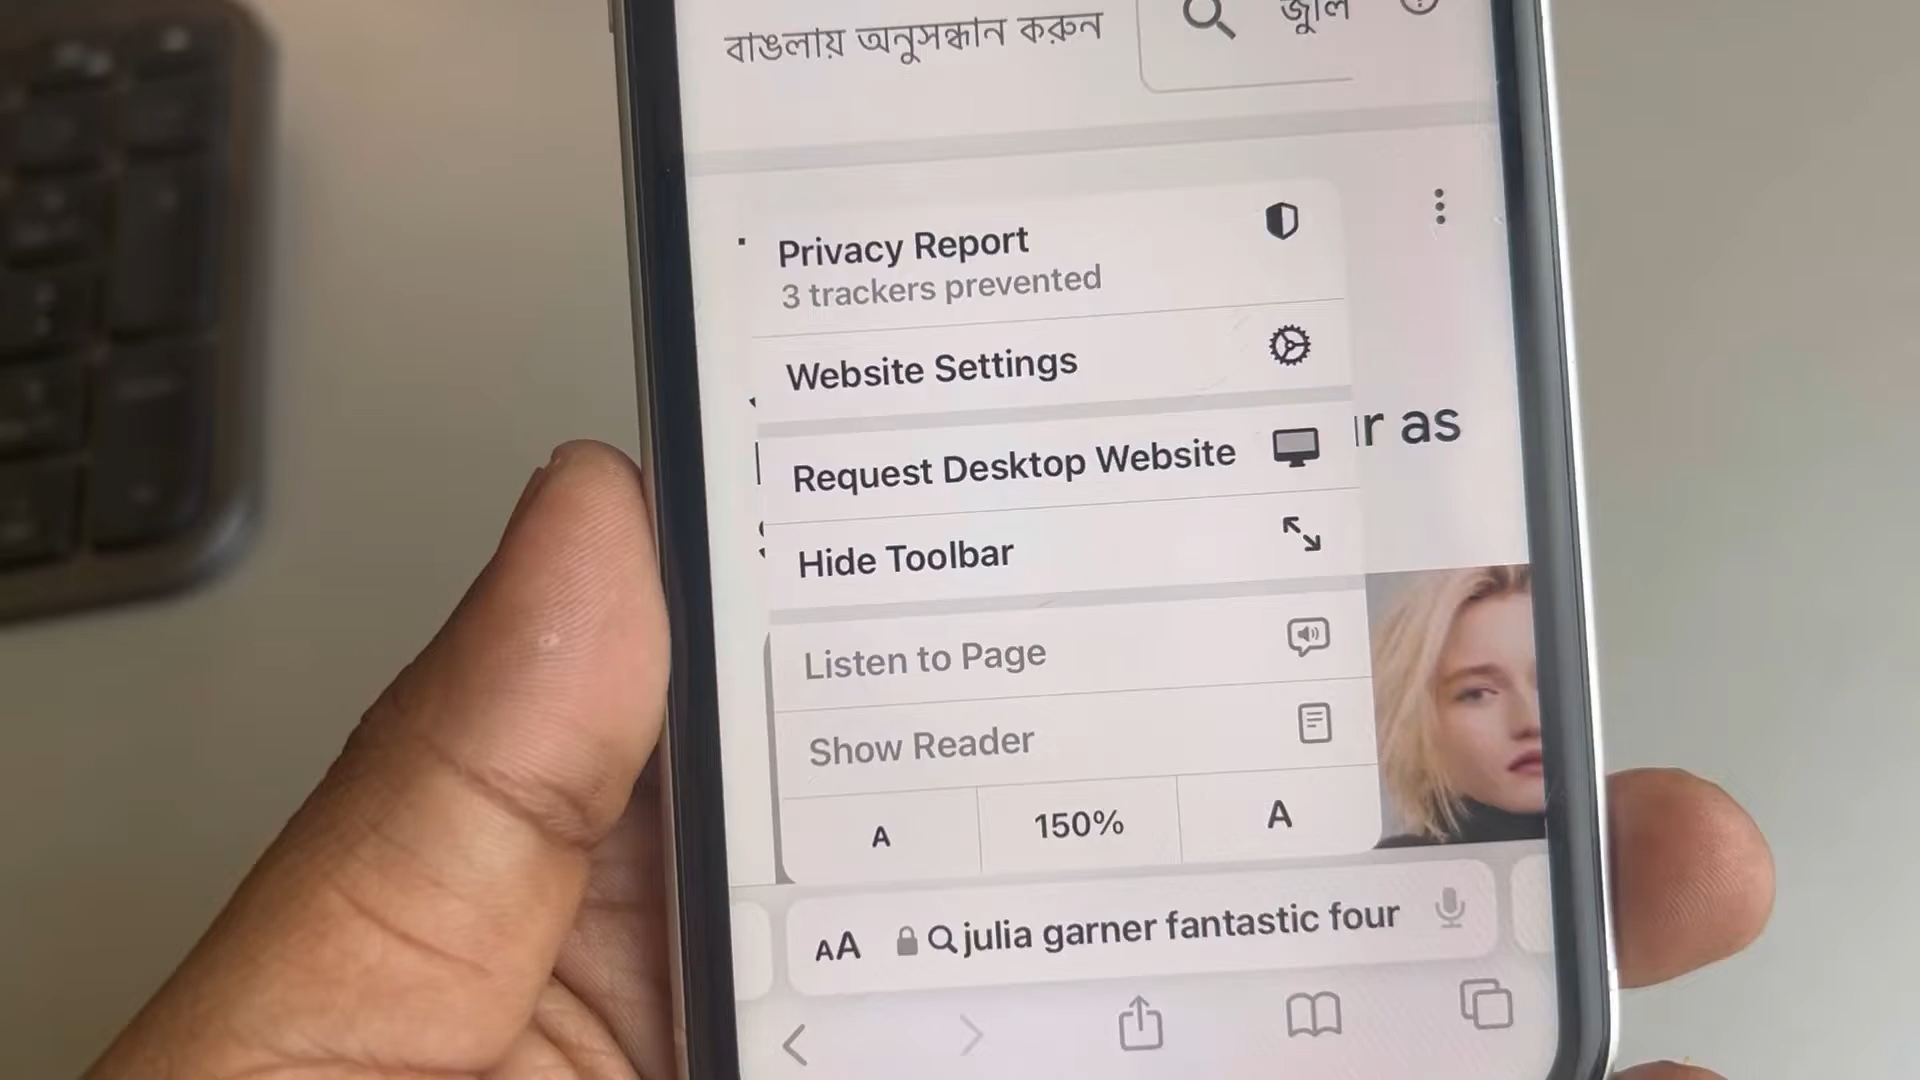 বাঙলায় অনুসন্ধান করুন
Privacy Report
3 trackers prevented
Website Settings
Request Desktop Website
r as
Hide Toolbar
Listen to Page
Show Reader
A 150% A
AA julia garner fantastic four